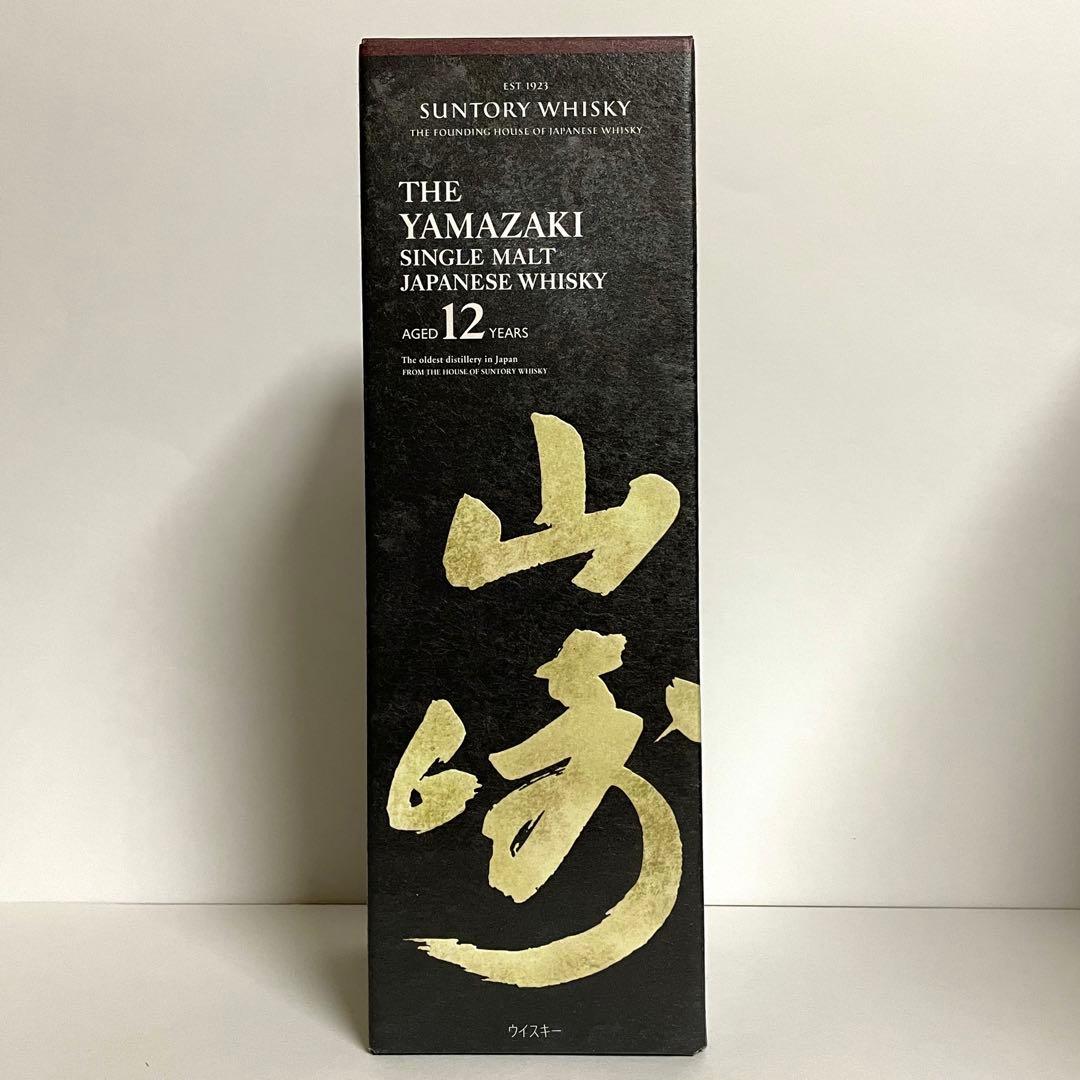 EST. 1923
SUNTORY WHISKY
THE FOUNDING HOUSE OF JAPANESE WHISKY
THE
YAMAZAKI
SINGLE MALT
JAPANESE WHISKY
AGED 12 YEARS
The oldest distillery in Japan
FROM THE HOUSE OF SUNTORY WHISKY
山
崎
ウイスキー